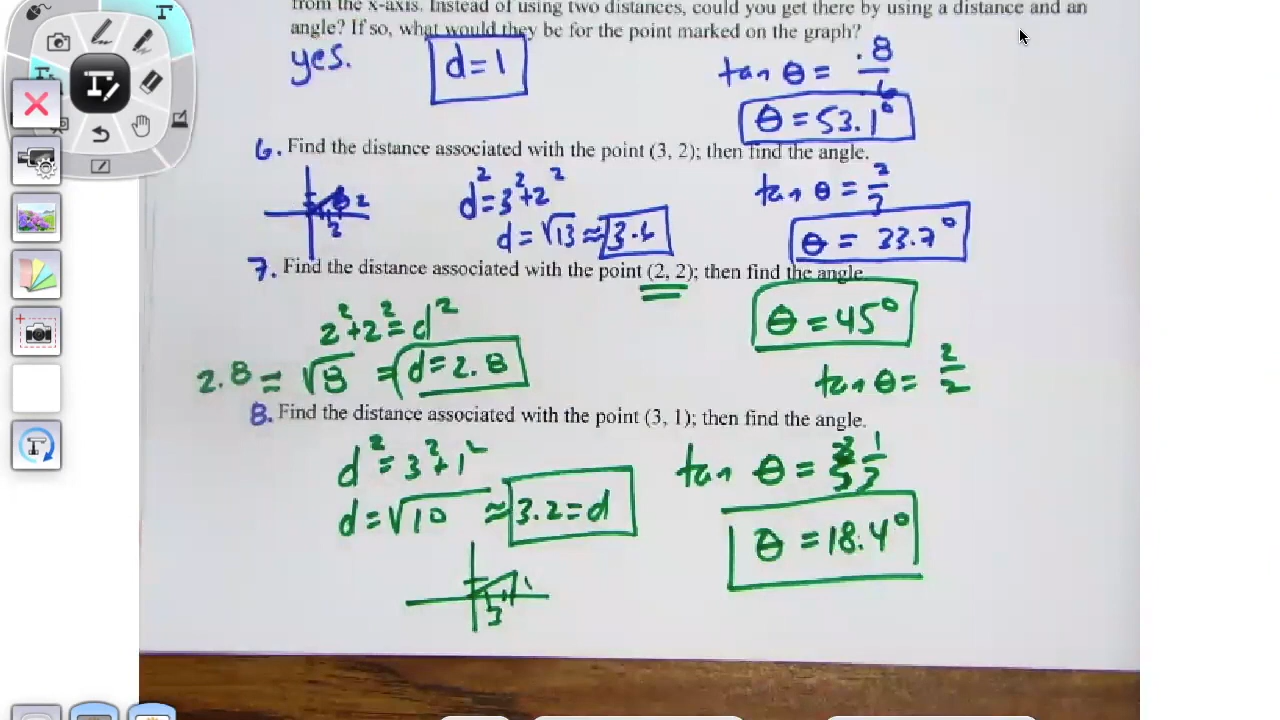 from the x-axis. Instead of using two distances, could you get there by using a distance and an
angle? If so, what would they be for the point marked on the graph?
yes. d = 1 tan θ = .8/.6
θ = 53.1°
6. Find the distance associated with the point (3, 2); then find the angle.
2 3
d² = 3² + 2² tan θ = 2/3
d = √13 ≈ 3.6 θ = 33.7°
7. Find the distance associated with the point (2, 2); then find the angle.
2² + 2² = d² θ = 45°
2.8 ≈ √8 = d = 2.8 tan θ = 2/2
8. Find the distance associated with the point (3, 1); then find the angle.
d² = 3² + 1² tan θ = 1/3
d = √10 ≈ 3.2 = d θ = 18.4°
1
3